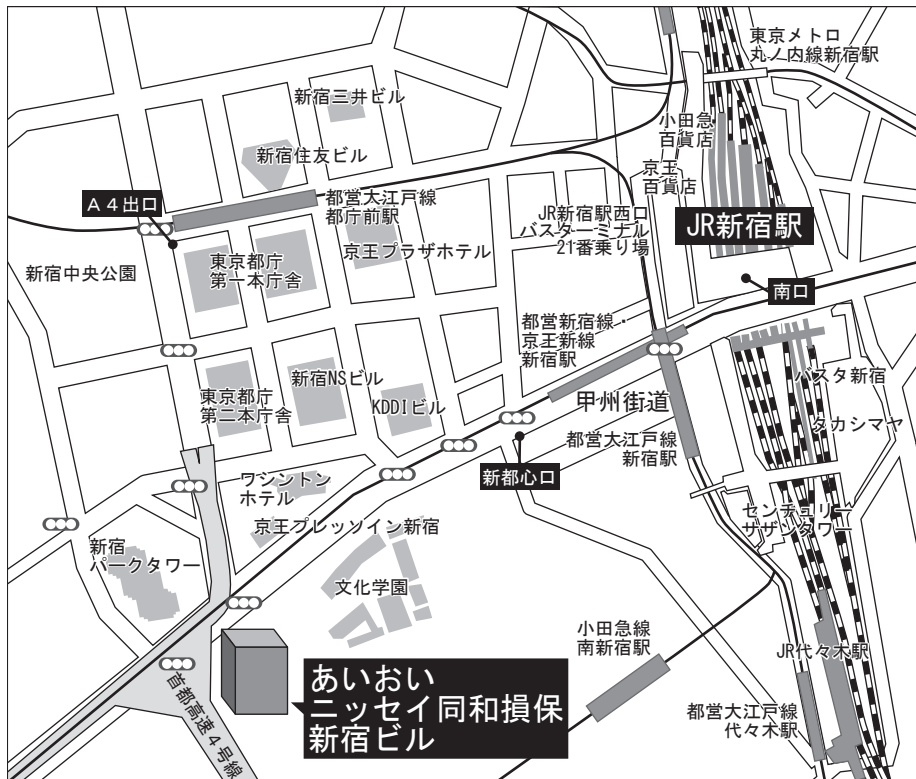 東京メトロ
丸ノ内線新宿駅
新宿三井ビル
小田急
百貨店
新宿住友ビル
京王
百貨店
A4出口
都営大江戸線
都庁前駅
JR新宿駅西口
バスターミナル
21番乗り場
JR新宿駅
新宿中央公園
東京都庁
第一本庁舎
京王プラザホテル
南口
都営新宿線・
京王新線
新宿駅
東京都庁
第二本庁舎
新宿NSビル
KDDIビル
甲州街道
バスタ新宿
タカシマヤ
都営大江戸線
新宿駅
新都心口
ワシントン
ホテル
京王プレッソイン新宿
センチュリー
サザンタワー
新宿
パークタワー
文化学園
小田急線
南新宿駅
JR代々木駅
あいおい
ニッセイ同和損保
新宿ビル
首都高速4号線
都営大江戸線
代々木駅